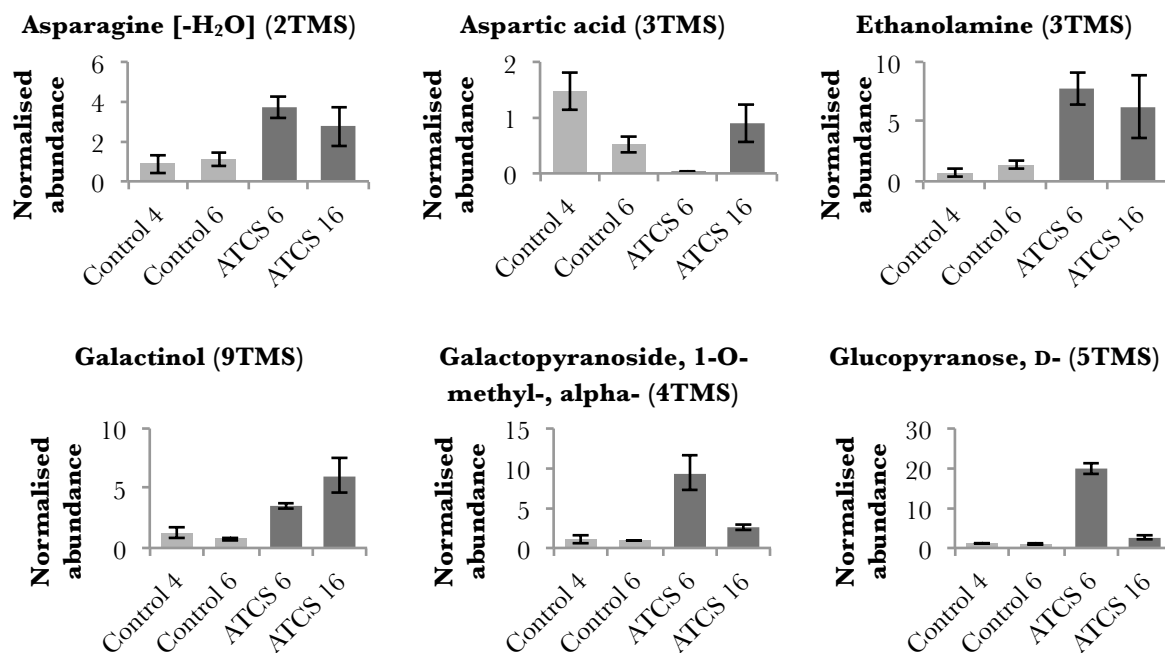 Asparagine [-H₂O] (2TMS)
Normalised
abundance
6
4
2
0
Control 4
Control 6
ATCS 6
ATCS 16
Aspartic acid (3TMS)
Normalised
abundance
2
1
0
Control 4
Control 6
ATCS 6
ATCS 16
Ethanolamine (3TMS)
Normalised
abundance
10
5
0
Control 4
Control 6
ATCS 6
ATCS 16
Galactinol (9TMS)
Normalised
abundance
10
5
0
Control 4
Control 6
ATCS 6
ATCS 16
Galactopyranoside, 1-O-
methyl-, alpha- (4TMS)
Normalised
abundance
15
10
5
0
Control 4
Control 6
ATCS 6
ATCS 16
Glucopyranose, D- (5TMS)
Normalised
abundance
30
20
10
0
Control 4
Control 6
ATCS 6
ATCS 16